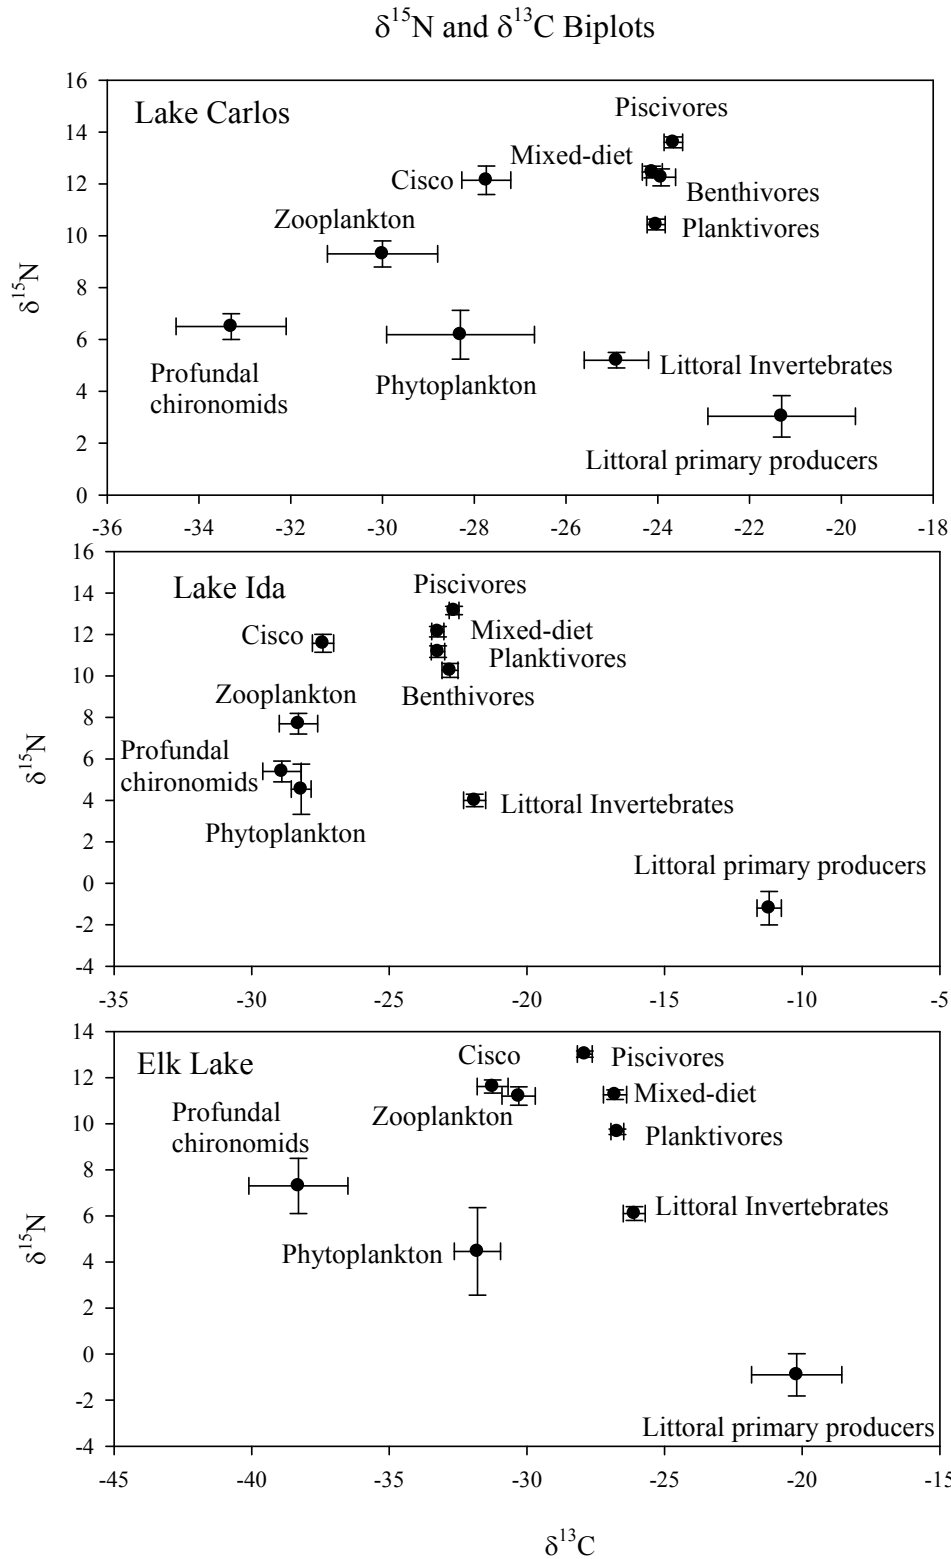 δ15N and δ13C Biplots
16
14
12
10
8
6
4
2
0
δ15N
Lake Carlos
Piscivores
Mixed-diet
Cisco
Benthivores
Zooplankton
Planktivores
Profundal
chironomids
Phytoplankton
Littoral Invertebrates
Littoral primary producers
-36 -34 -32 -30 -28 -26 -24 -22 -20 -18
16
14
12
10
8
6
4
2
0
-2
-4
δ15N
Lake Ida
Piscivores
Cisco
Mixed-diet
Planktivores
Zooplankton
Benthivores
Profundal
chironomids
Phytoplankton
Littoral Invertebrates
Littoral primary producers
-35 -30 -25 -20 -15 -10 -5
14
12
10
8
6
4
2
0
-2
-4
δ15N
Elk Lake
Cisco
Piscivores
Mixed-diet
Zooplankton
Profundal
chironomids
Planktivores
Littoral Invertebrates
Phytoplankton
Littoral primary producers
-45 -40 -35 -30 -25 -20 -15
δ13C